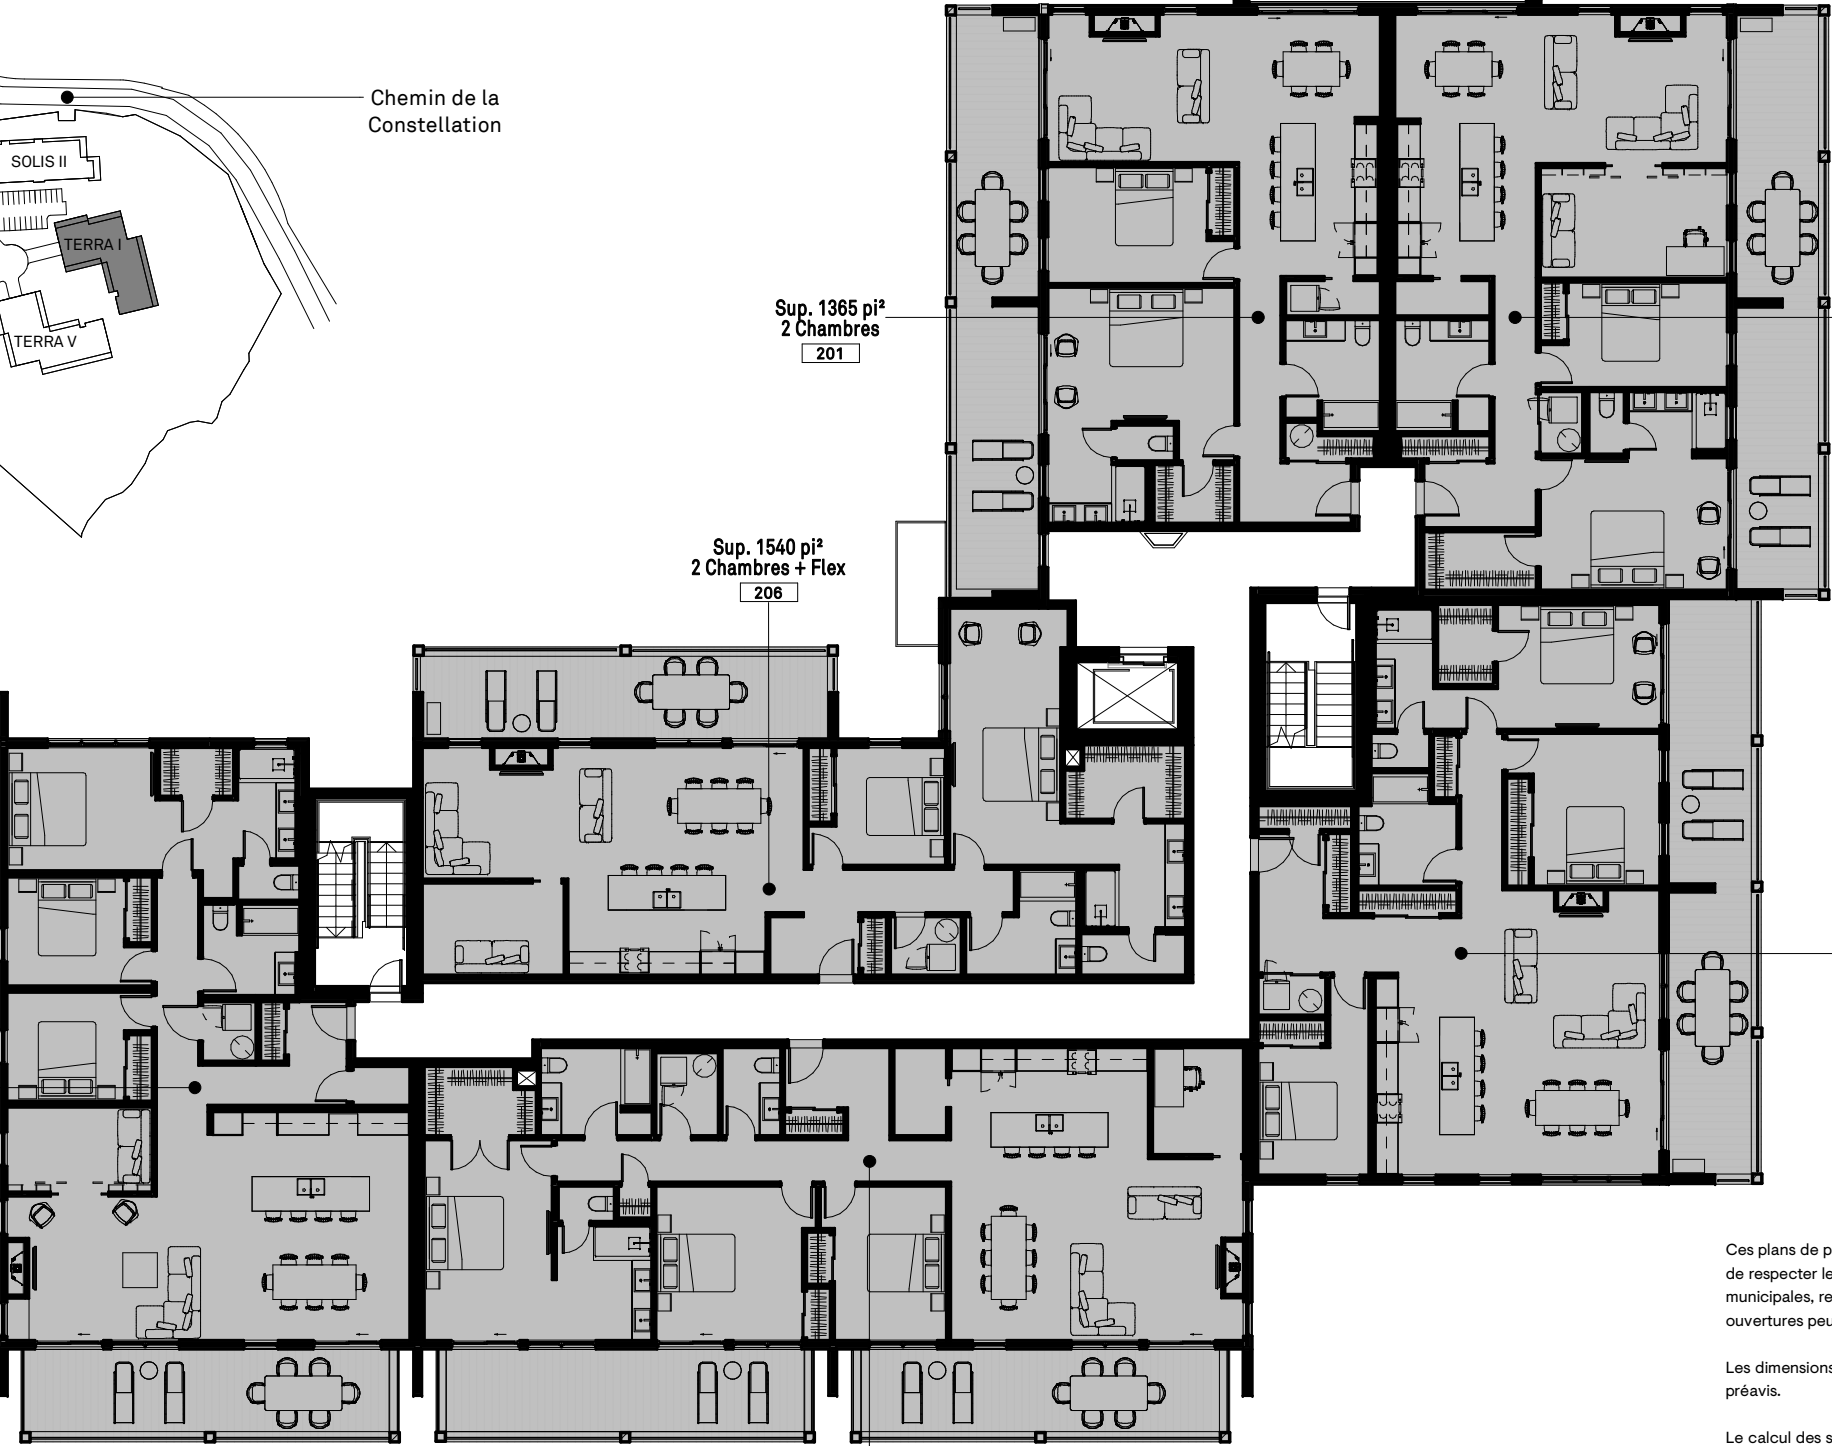 Chemin de la
Constellation
SOLIS II
TERRA I
TERRA V
Sup. 1365 pi²
2 Chambres
201
Sup. 1540 pi²
2 Chambres + Flex
206
Ces plans de p
de respecter le
municipales, re
ouvertures peu
Les dimensions
préavis.
Le calcul des s